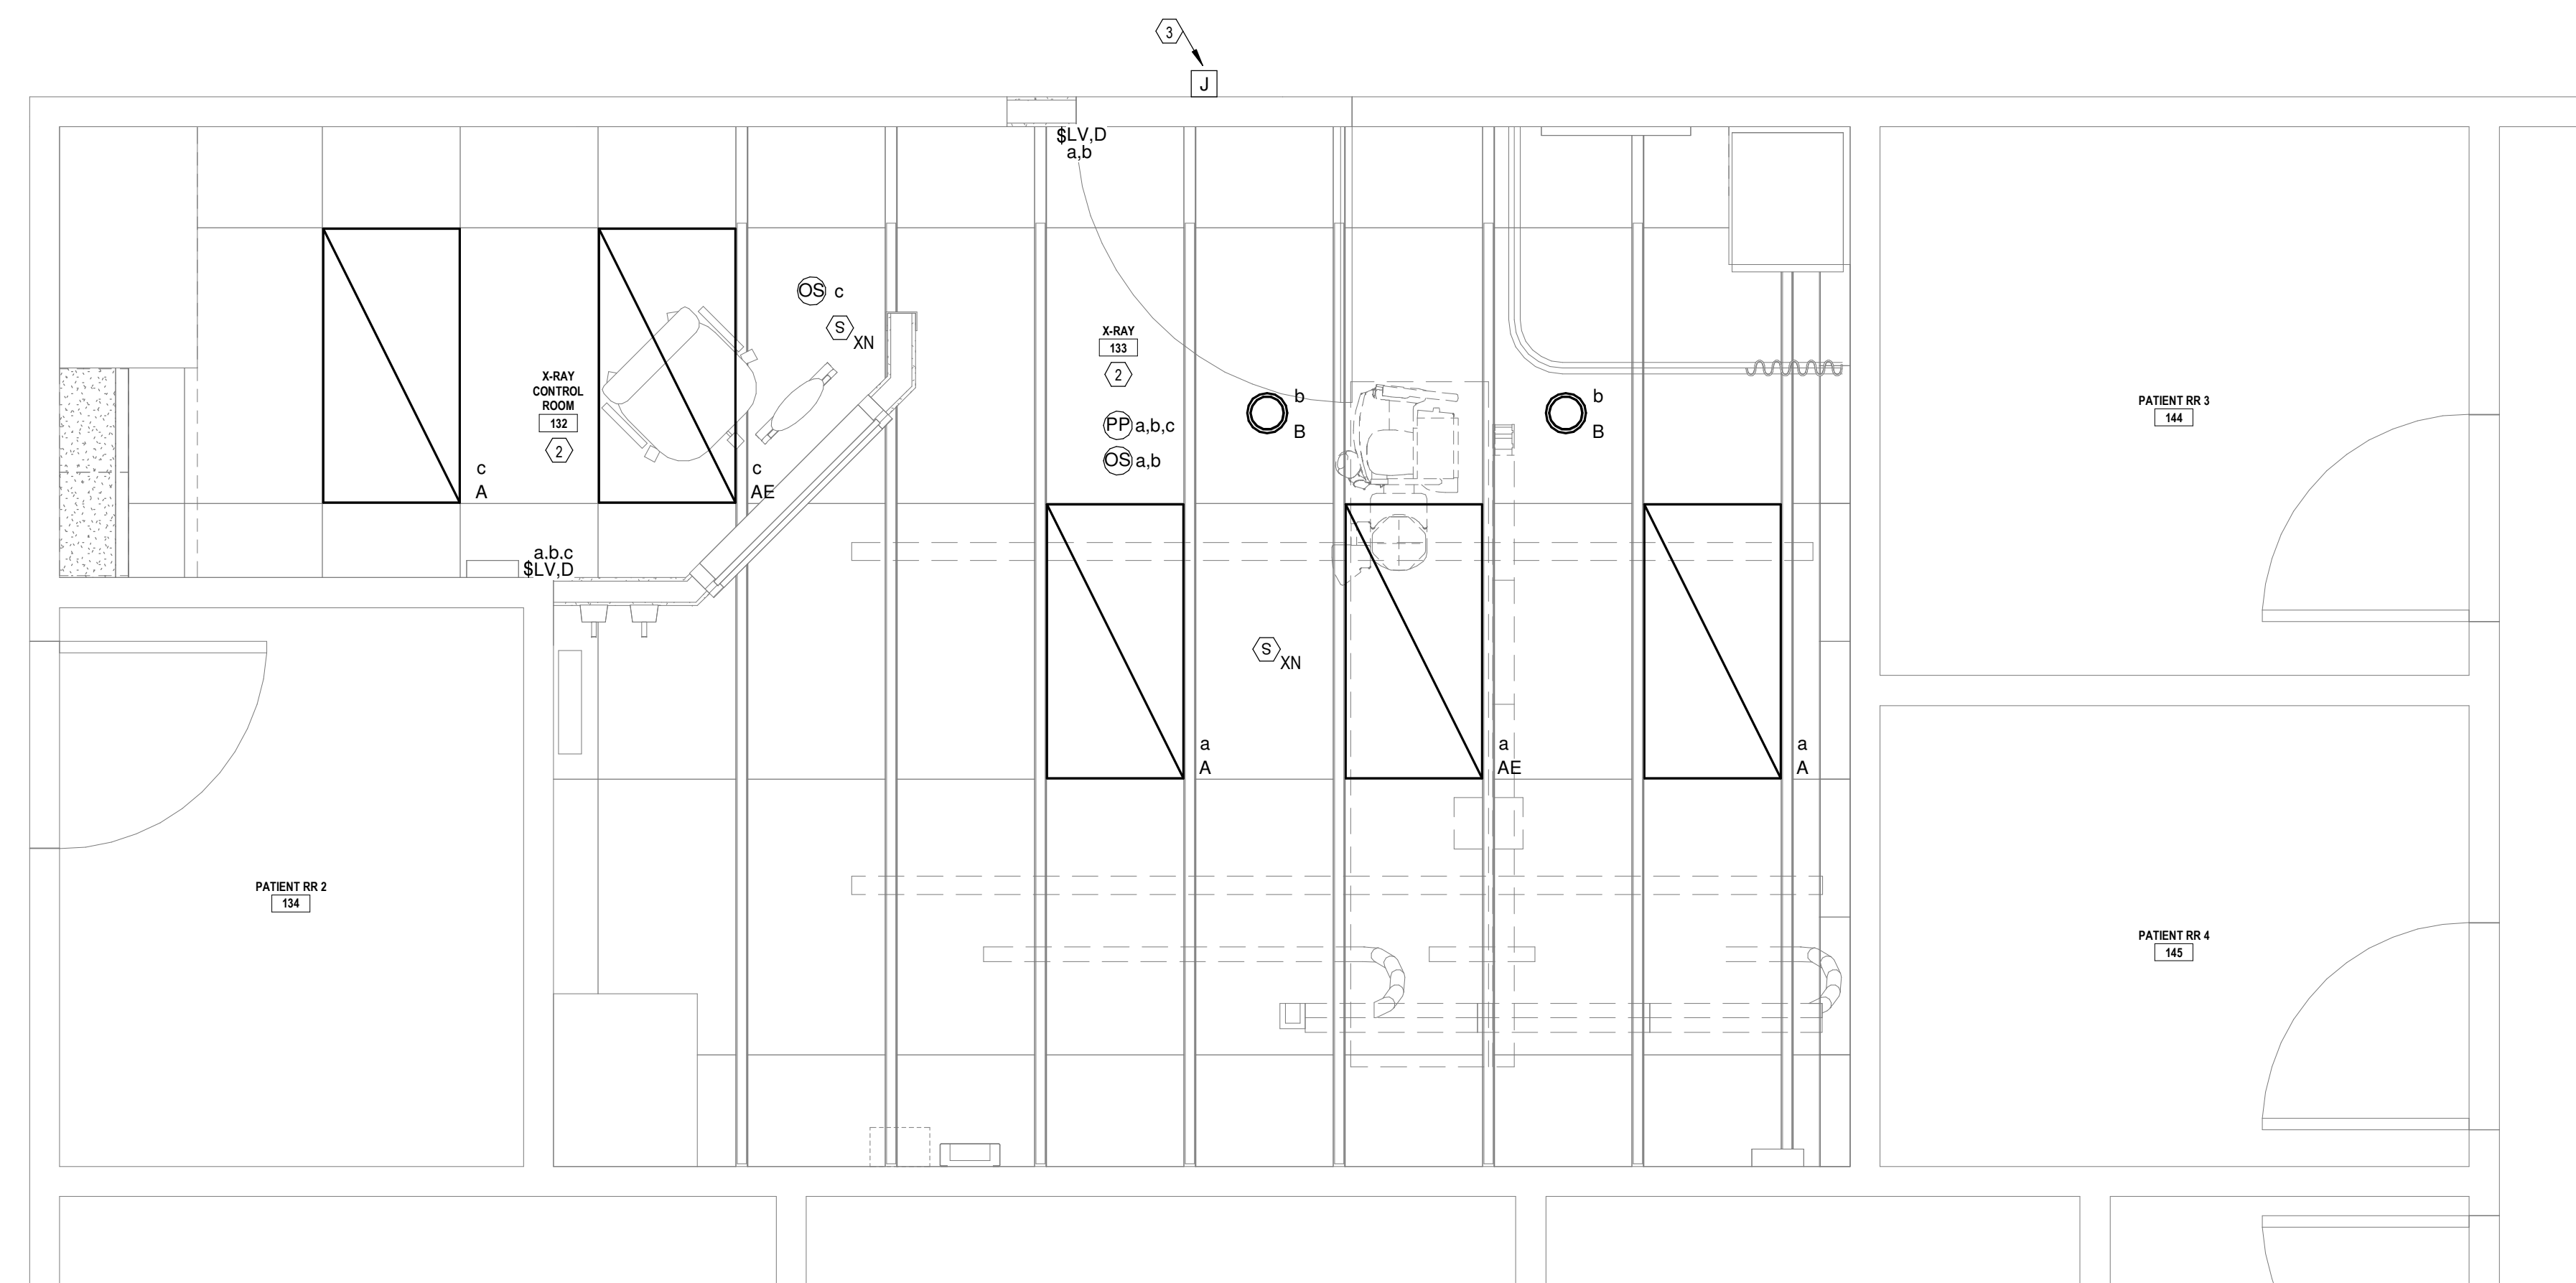 3
J
$LV,D
a,b
OS c
S
XN
X-RAY
133
2
PP a,b,c
OS a,b
b
B
b
B
X-RAY
CONTROL
ROOM
132
2
c
A
c
AE
a,b,c
$LV,D
S
XN
a
A
a
AE
a
A
PATIENT RR 3
144
PATIENT RR 2
134
PATIENT RR 4
145